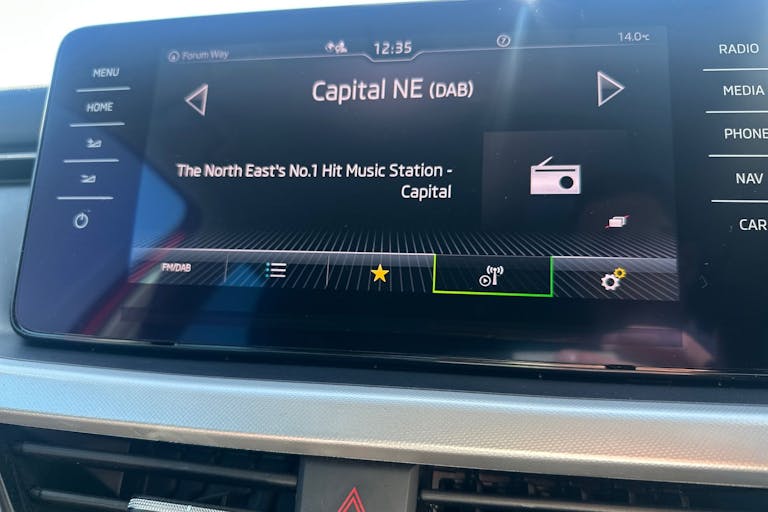 Forum Way
12:35
14.0°C
MENU
HOME
Capital NE (DAB)
The North East's No.1 Hit Music Station -
Capital
FM/DAB
RADIO
MEDIA
PHONE
NAV
CAR